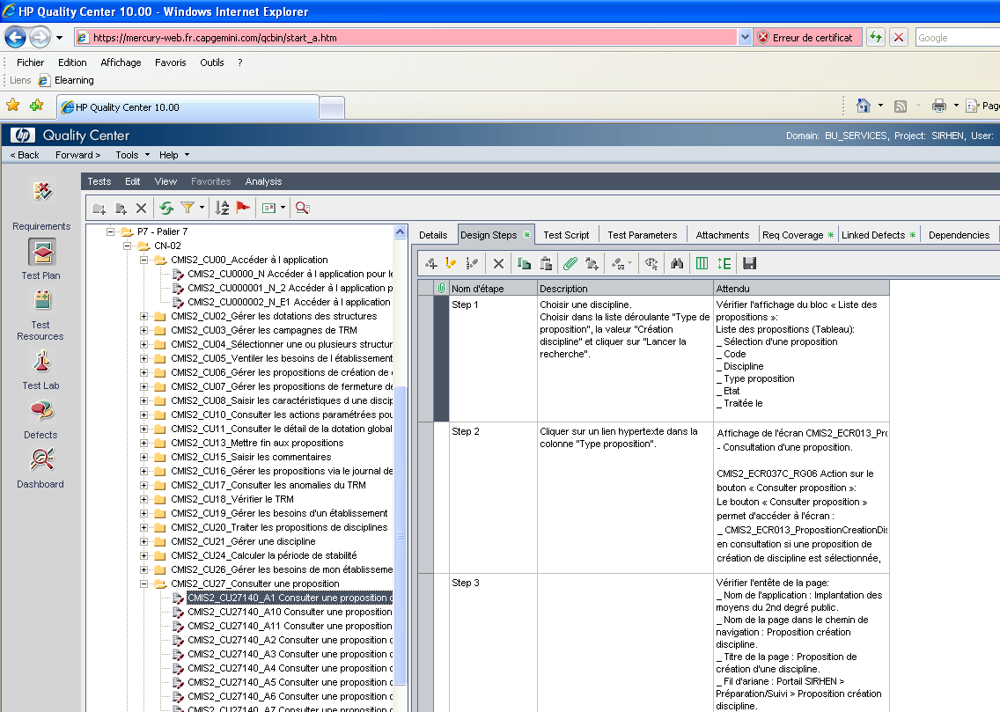 HP Quality Center 10.00 - Windows Internet Explorer
https://mercury-web.fr.capgemini.com/qcbin/start_a.htm
Erreur de certificat
Google
Fichier Edition Affichage Favoris Outils ?
Liens Elearning
HP Quality Center 10.00
Page
hp Quality Center
Domain: BU_SERVICES, Project: SIRHEN, User:
< Back Forward > Tools Help
Tests Edit View Favorites Analysis
Requirements
Test Plan
Test
Resources
Test Lab
Defects
Dashboard
P7 - Palier 7
CN-02
CMIS2_CU00_Accéder à l application
CMIS2_CU0000_N Accéder à l application pour le
CMIS2_CU000001_N_2 Accéder à l application p
CMIS2_CU000002_N_E1 Accéder à l application
CMIS2_CU02_Gérer les dotations des structures
CMIS2_CU03_Gérer les campagnes de TRM
CMIS2_CU04_Sélectionner une ou plusieurs structur
CMIS2_CU05_Ventiler les besoins de l établissement
CMIS2_CU06_Gérer les propositions de création de
CMIS2_CU07_Gérer les propositions de fermeture de
CMIS2_CU08_Saisir les caractéristiques d une discip
CMIS2_CU10_Consulter les actions paramétrées pou
CMIS2_CU11_Consulter le détail de la dotation global
CMIS2_CU13_Mettre fin aux propositions
CMIS2_CU15_Saisir les commentaires
CMIS2_CU16_Gérer les propositions via le journal de
CMIS2_CU17_Consulter les anomalies du TRM
CMIS2_CU18_Vérifier le TRM
CMIS2_CU19_Gérer les besoins d'un établissement
CMIS2_CU20_Traiter les propositions de disciplines
CMIS2_CU21_Gérer une discipline
CMIS2_CU24_Calculer la période de stabilité
CMIS2_CU26_Gérer les besoins de mon établisseme
CMIS2_CU27_Consulter une proposition
CMIS2_CU27140_A1 Consulter une proposition c
CMIS2_CU27140_A10 Consulter une proposition
CMIS2_CU27140_A11 Consulter une proposition
CMIS2_CU27140_A2 Consulter une proposition c
CMIS2_CU27140_A3 Consulter une proposition c
CMIS2_CU27140_A4 Consulter une proposition c
CMIS2_CU27140_A5 Consulter une proposition c
CMIS2_CU27140_A6 Consulter une proposition c
CMIS2_CU27140_A7 Consulter une proposition c
Details Design Steps * Test Script Test Parameters Attachments Req Coverage * Linked Defects * Dependencies
Nom d'étape Description Attendu
Step 1
Choisir une discipline.
Choisir dans la liste déroulante "Type de
proposition", la valeur "Création
discipline" et cliquer sur "Lancer la
recherche".
Vérifier l'affichage du bloc « Liste des
propositions »:
Liste des propositions (Tableau):
_ Sélection d'une proposition
_ Code
_ Discipline
_ Type proposition
_ Etat
_ Traitée le
Step 2
Cliquer sur un lien hypertexte dans la
colonne "Type proposition".
Affichage de l'écran CMIS2_ECR013_Pro
- Consultation d'une proposition.
CMIS2_ECR037C_RG06 Action sur le
bouton « Consulter proposition »:
Le bouton « Consulter proposition »
permet d'accéder à l'écran :
_ CMIS2_ECR013_PropositionCreationDis
en consultation si une proposition de
création de discipline est sélectionnée,
Step 3
Vérifier l'entête de la page:
_ Nom de l'application : Implantation des
moyens du 2nd degré public.
_ Nom de la page dans le chemin de
navigation : Proposition création
discipline.
_ Titre de la page : Proposition de
création d'une discipline.
_ Fil d'ariane : Portail SIRHEN >
Préparation/Suivi > Proposition création
discipline.